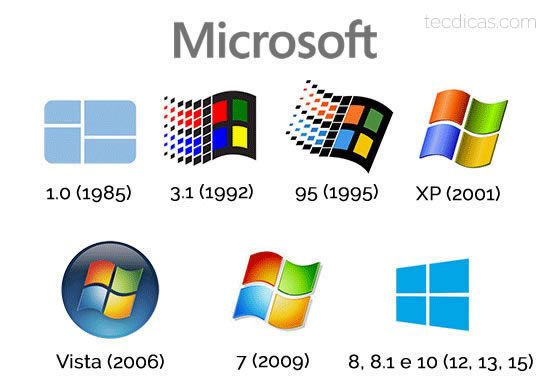 tecdicas.com
Microsoft
1.0 (1985)
3.1 (1992)
95 (1995)
XP (2001)
Vista (2006)
7 (2009)
8, 8.1 e 10 (12, 13, 15)